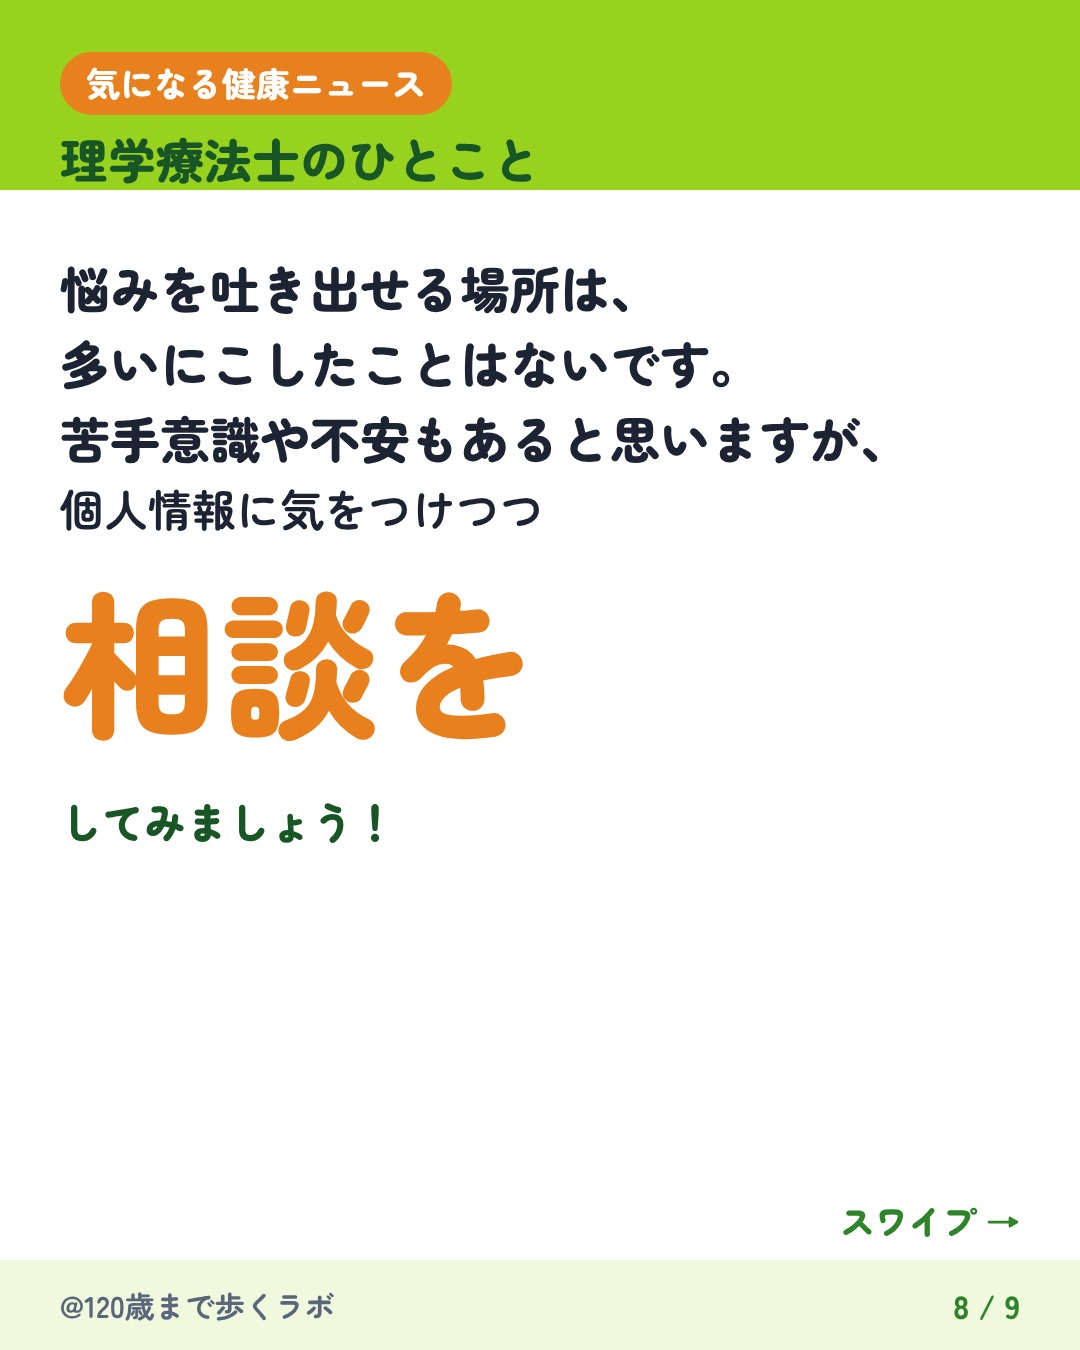 気になる健康ニュース
理学療法士のひとこと
悩みを吐き出せる場所は、
多いにこしたことはないです。
苦手意識や不安もあると思いますが、
個人情報に気をつけつつ
相談を
してみましょう！
スワイプ →
@120歳まで歩くラボ
8 / 9